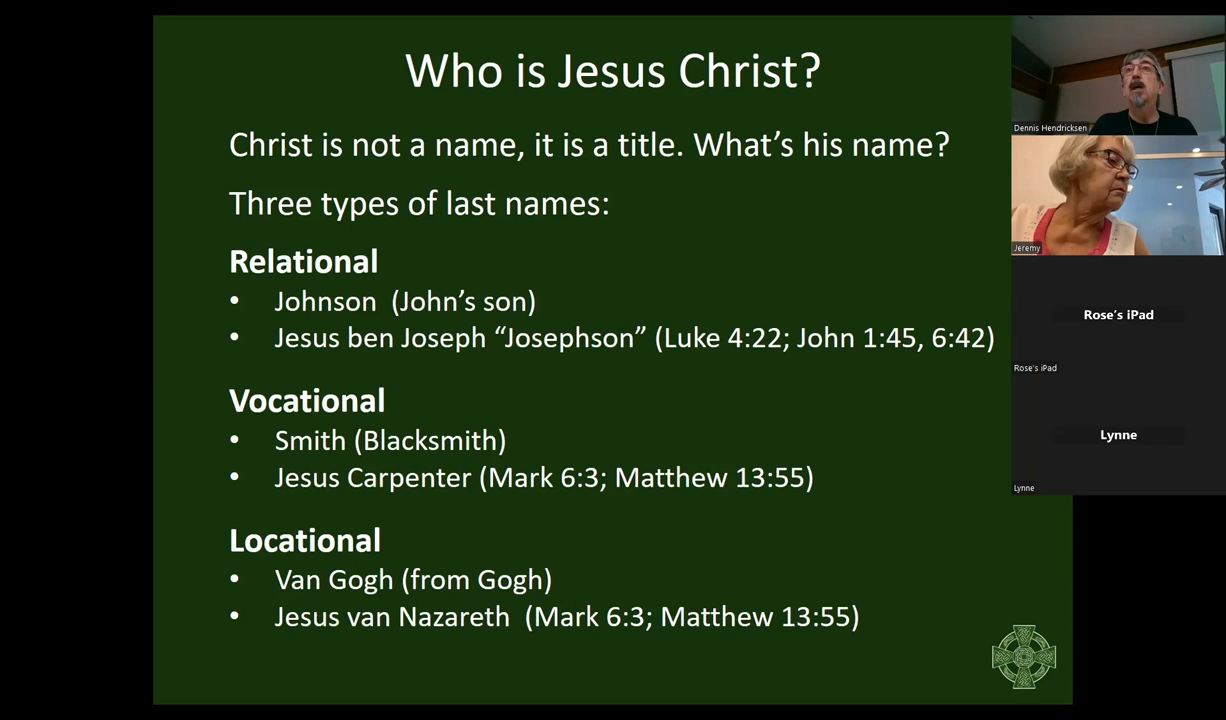 Who is Jesus Christ?
Christ is not a name, it is a title. What's his name?
Three types of last names:
Relational
• Johnson (John's son)
• Jesus ben Joseph “Josephson” (Luke 4:22; John 1:45, 6:42)
Vocational
• Smith (Blacksmith)
• Jesus Carpenter (Mark 6:3; Matthew 13:55)
Locational
• Van Gogh (from Gogh)
• Jesus van Nazareth (Mark 6:3; Matthew 13:55)
Dennis Hendricksen
Jeremy
Rose's iPad
Rose's iPad
Lynne
Lynne